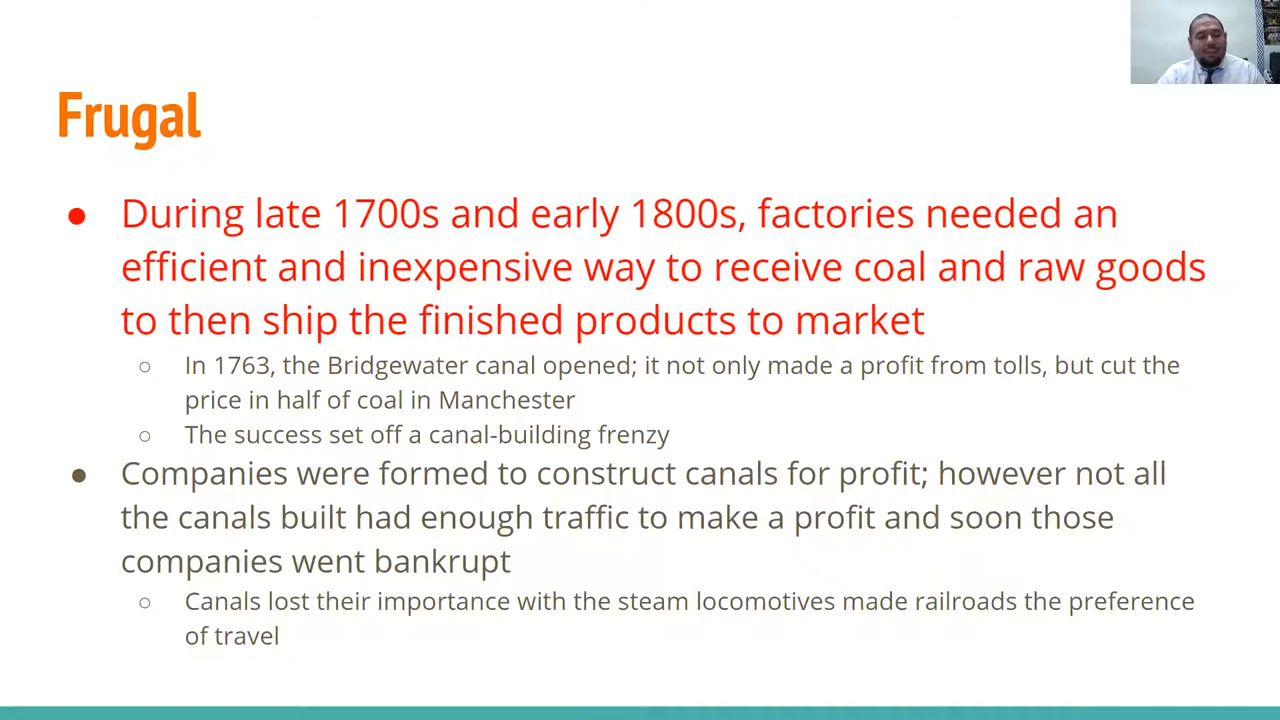 Frugal
● During late 1700s and early 1800s, factories needed an
efficient and inexpensive way to receive coal and raw goods
to then ship the finished products to market
○ In 1763, the Bridgewater canal opened; it not only made a profit from tolls, but cut the
price in half of coal in Manchester
○ The success set off a canal-building frenzy
● Companies were formed to construct canals for profit; however not all
the canals built had enough traffic to make a profit and soon those
companies went bankrupt
○ Canals lost their importance with the steam locomotives made railroads the preference
of travel